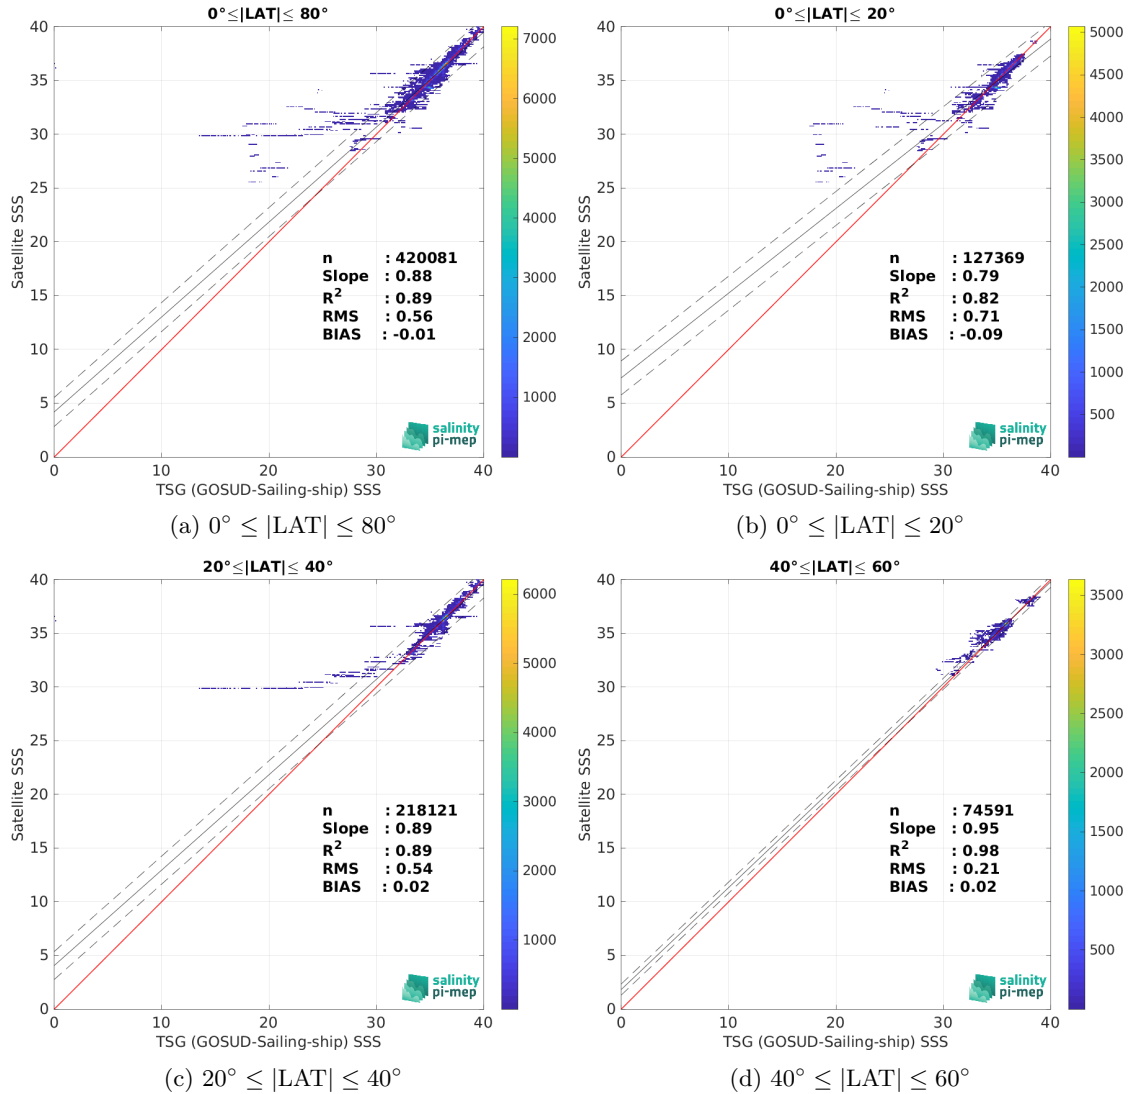 0°≤|LAT|≤ 80°
Satellite SSS
40
35
30
25
20
15
10
5
0
0
10
20
30
40
TSG (GOSUD-Sailing-ship) SSS
n : 420081
Slope : 0.88
R² : 0.89
RMS : 0.56
BIAS : -0.01
salinity
pi-mep
7000
6000
5000
4000
3000
2000
1000
(a) 0° ≤ |LAT| ≤ 80°
0°≤|LAT|≤ 20°
Satellite SSS
40
35
30
25
20
15
10
5
0
0
10
20
30
40
TSG (GOSUD-Sailing-ship) SSS
n : 127369
Slope : 0.79
R² : 0.82
RMS : 0.71
BIAS : -0.09
salinity
pi-mep
5000
4500
4000
3500
3000
2500
2000
1500
1000
500
(b) 0° ≤ |LAT| ≤ 20°
20°≤|LAT|≤ 40°
Satellite SSS
40
35
30
25
20
15
10
5
0
0
10
20
30
40
TSG (GOSUD-Sailing-ship) SSS
n : 218121
Slope : 0.89
R² : 0.89
RMS : 0.54
BIAS : 0.02
salinity
pi-mep
6000
5000
4000
3000
2000
1000
(c) 20° ≤ |LAT| ≤ 40°
40°≤|LAT|≤ 60°
Satellite SSS
40
35
30
25
20
15
10
5
0
0
10
20
30
40
TSG (GOSUD-Sailing-ship) SSS
n : 74591
Slope : 0.95
R² : 0.98
RMS : 0.21
BIAS : 0.02
salinity
pi-mep
3500
3000
2500
2000
1500
1000
500
(d) 40° ≤ |LAT| ≤ 60°